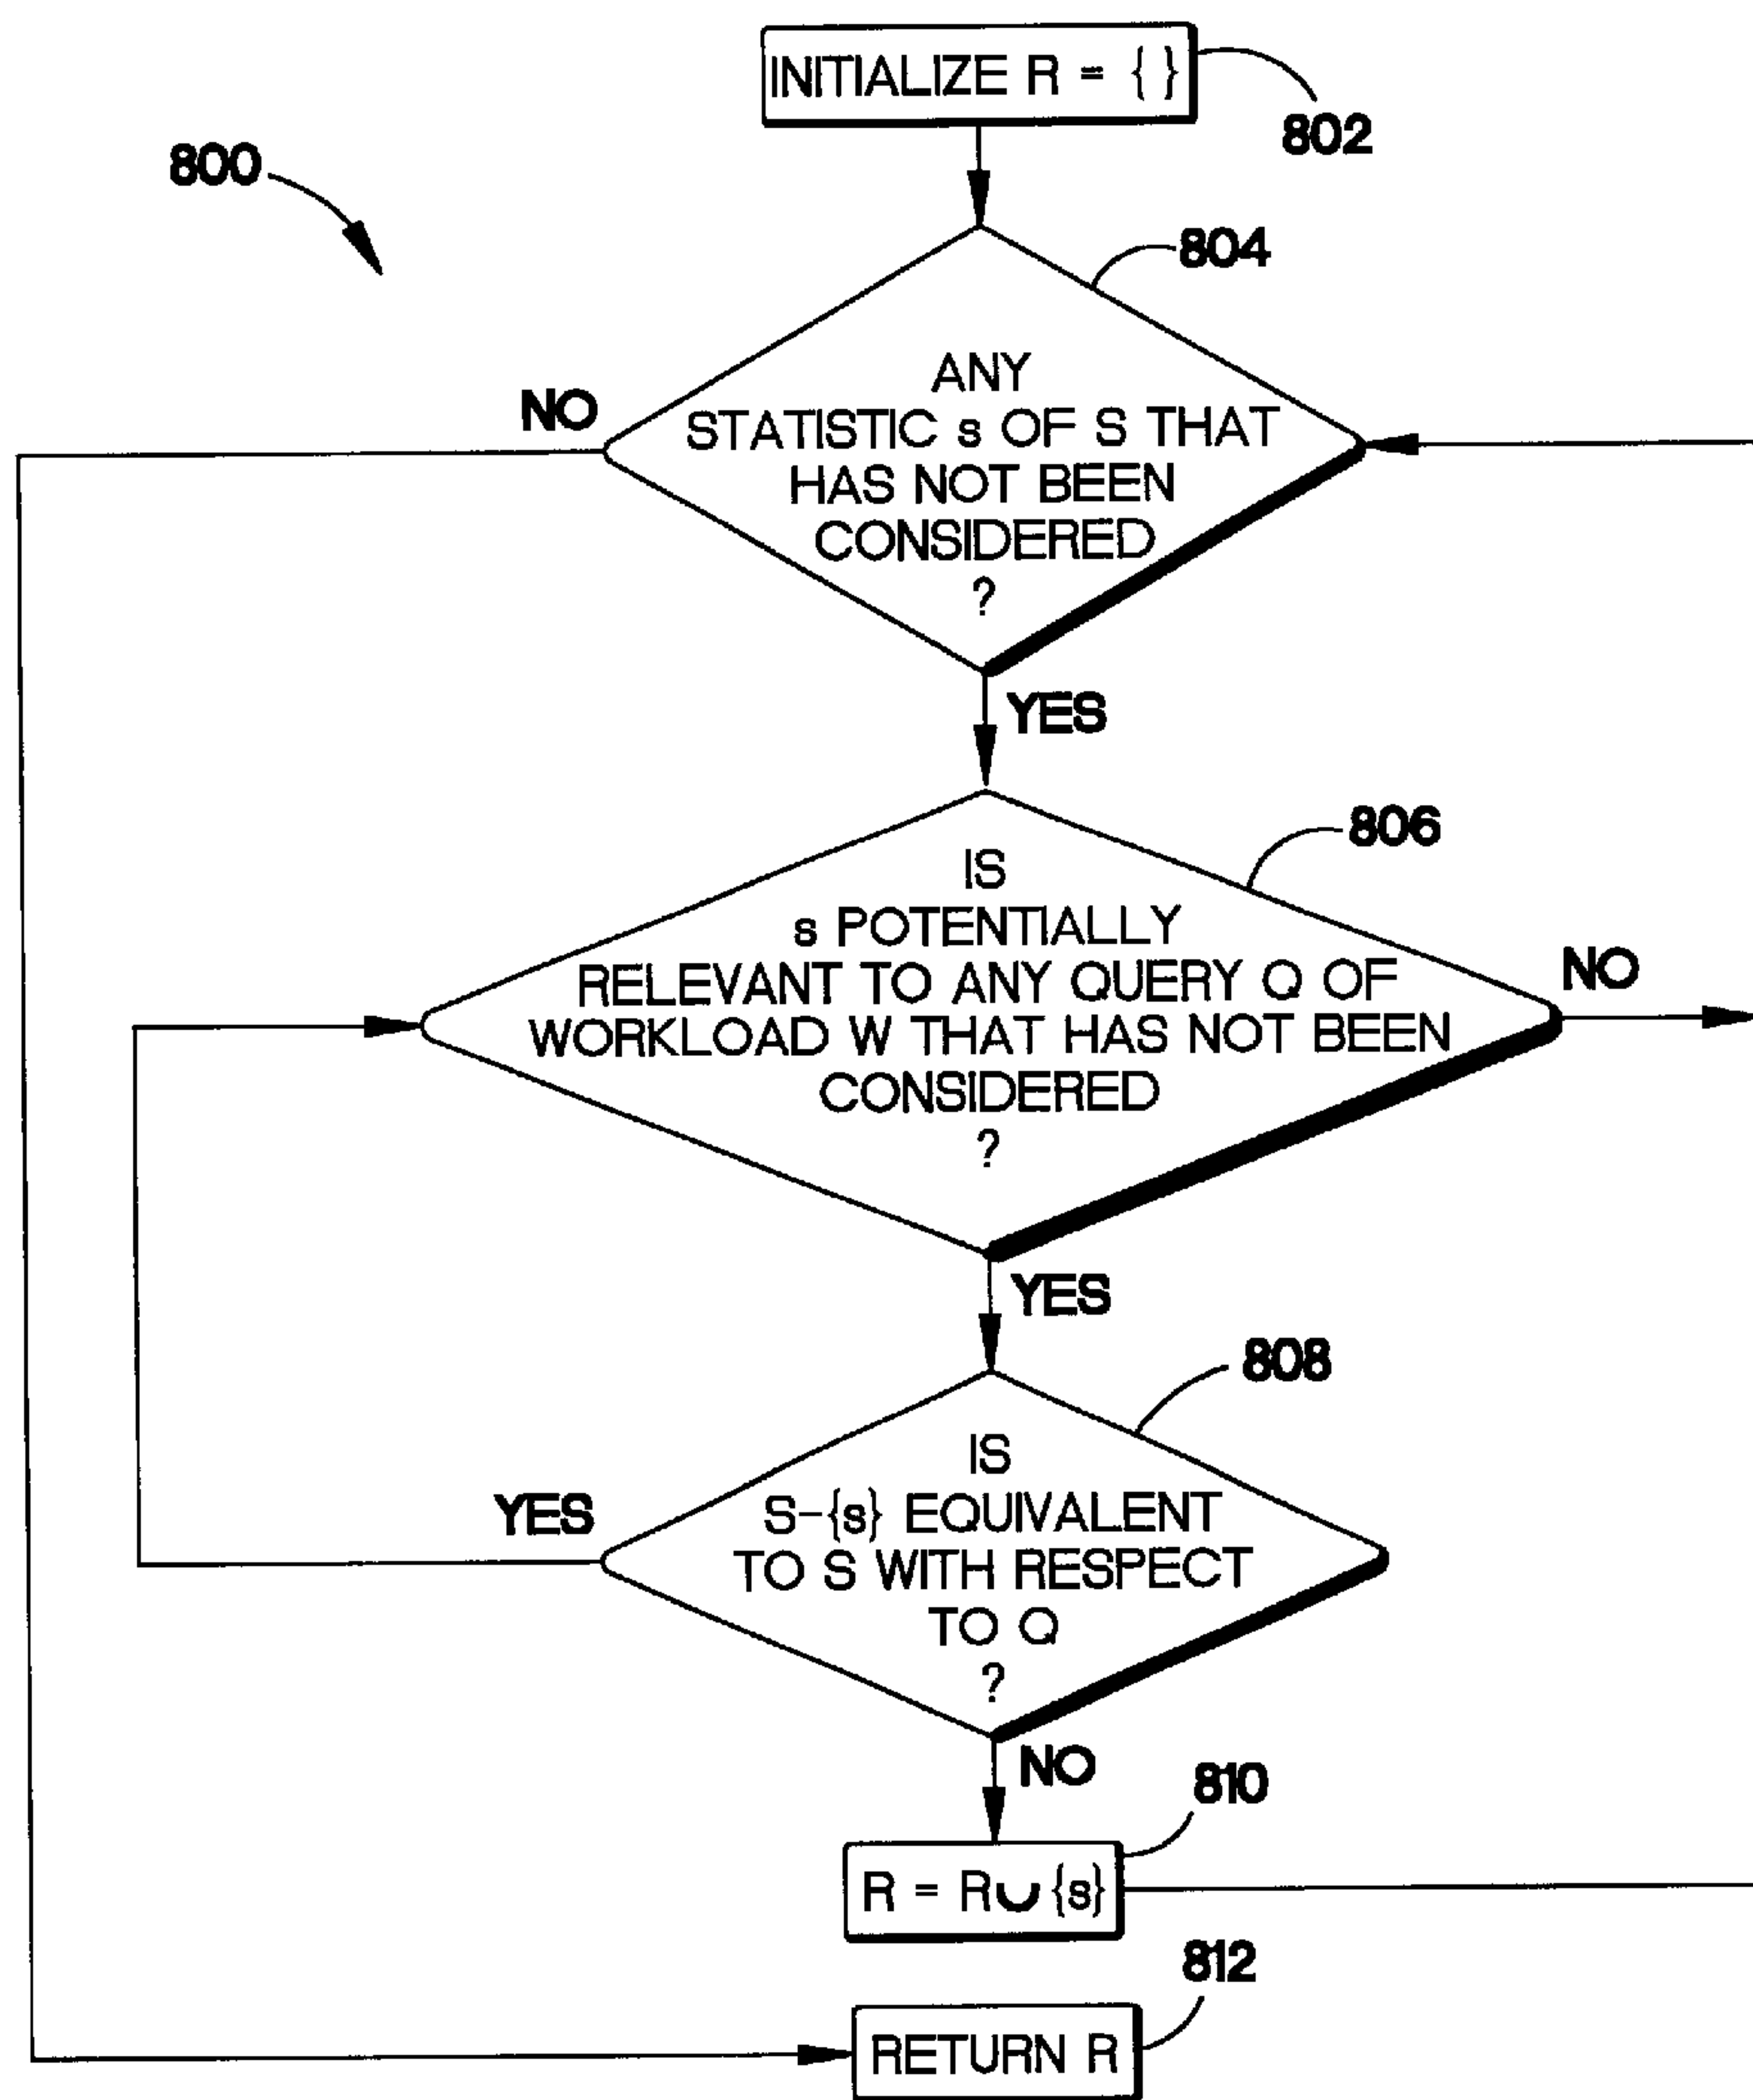 INITIALIZE R = { }
802
800
804
ANY
STATISTIC s OF S THAT
HAS NOT BEEN
CONSIDERED
?
NO
YES
806
IS
s POTENTIALLY
RELEVANT TO ANY QUERY Q OF
WORKLOAD W THAT HAS NOT BEEN
CONSIDERED
?
NO
YES
808
IS
S-{s} EQUIVALENT
TO S WITH RESPECT
TO Q
?
YES
NO
810
R = R∪{s}
812
RETURN R